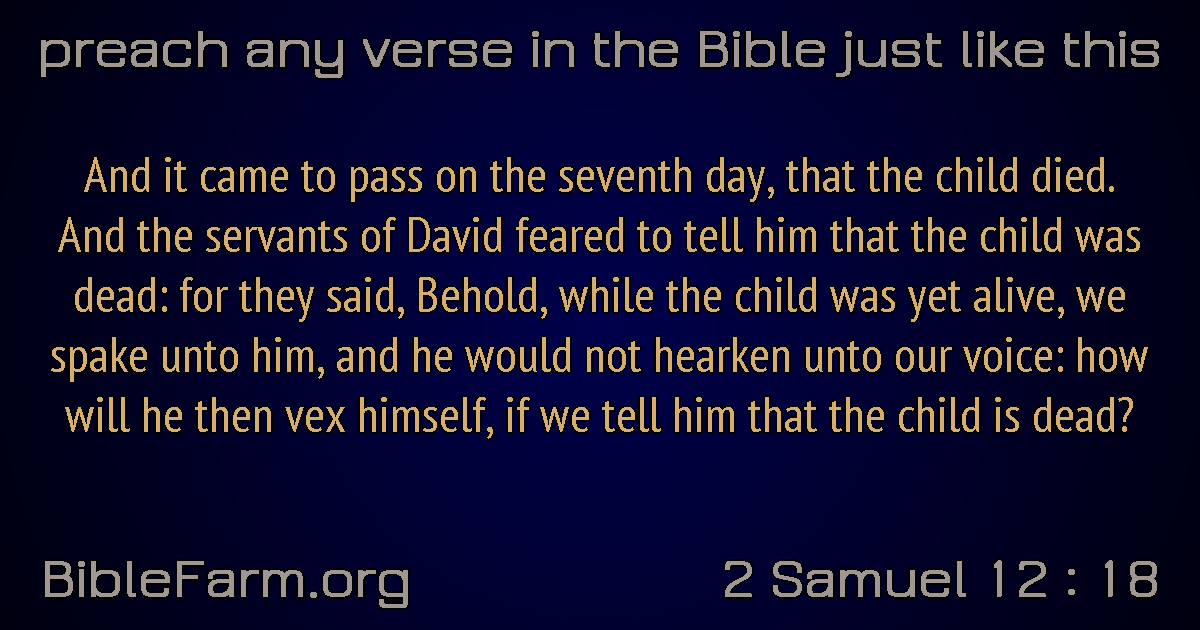 preach any verse in the Bible just like this
And it came to pass on the seventh day, that the child died.
And the servants of David feared to tell him that the child was
dead: for they said, Behold, while the child was yet alive, we
spake unto him, and he would not hearken unto our voice: how
will he then vex himself, if we tell him that the child is dead?
BibleFarm.org
2 Samuel 12 : 18